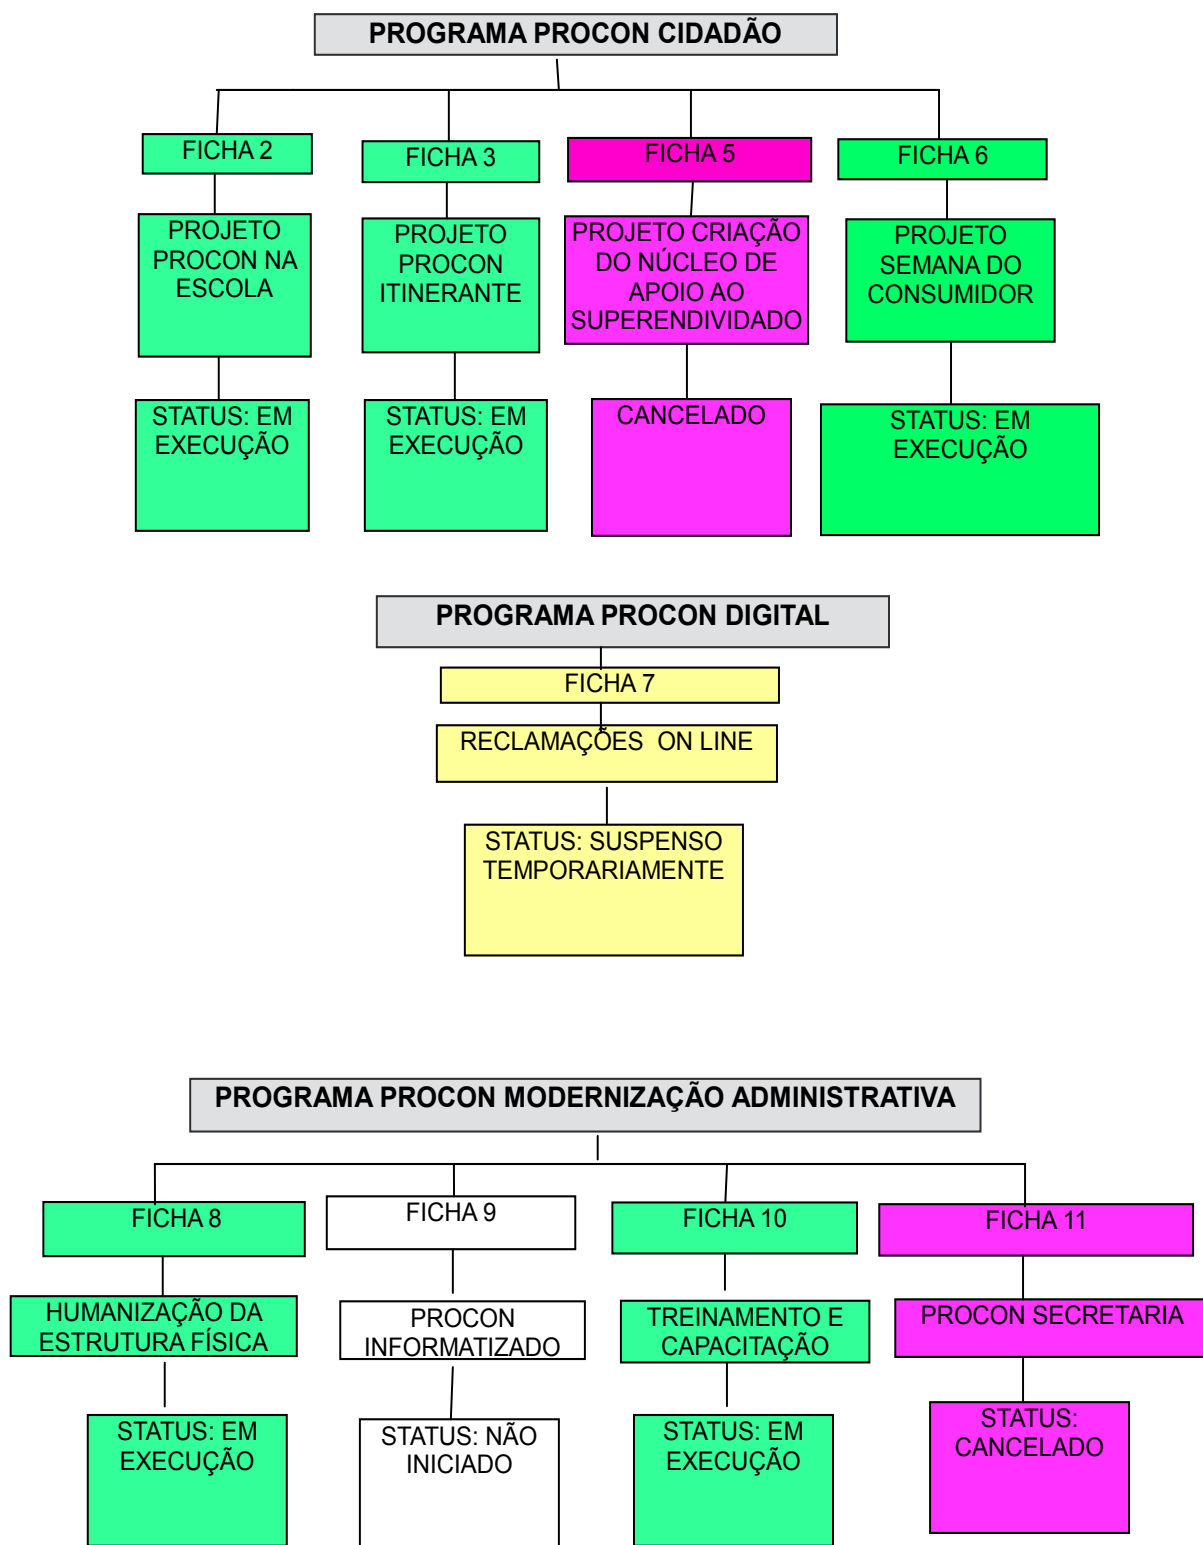 PROGRAMA PROCON CIDADÃO
FICHA 2
FICHA 3
FICHA 5
FICHA 6
PROJETO
PROCON NA
ESCOLA
PROJETO
PROCON
ITINERANTE
PROJETO CRIAÇÃO
DO NÚCLEO DE
APOIO AO
SUPERENDIVIDADO
PROJETO
SEMANA DO
CONSUMIDOR
STATUS: EM
EXECUÇÃO
STATUS: EM
EXECUÇÃO
CANCELADO
STATUS: EM
EXECUÇÃO
PROGRAMA PROCON DIGITAL
FICHA 7
RECLAMAÇÕES ON LINE
STATUS: SUSPENSO
TEMPORARIAMENTE
PROGRAMA PROCON MODERNIZAÇÃO ADMINISTRATIVA
FICHA 8
FICHA 9
FICHA 10
FICHA 11
HUMANIZAÇÃO DA
ESTRUTURA FÍSICA
PROCON
INFORMATIZADO
TREINAMENTO E
CAPACITAÇÃO
PROCON SECRETARIA
STATUS: EM
EXECUÇÃO
STATUS: NÃO
INICIADO
STATUS: EM
EXECUÇÃO
STATUS:
CANCELADO